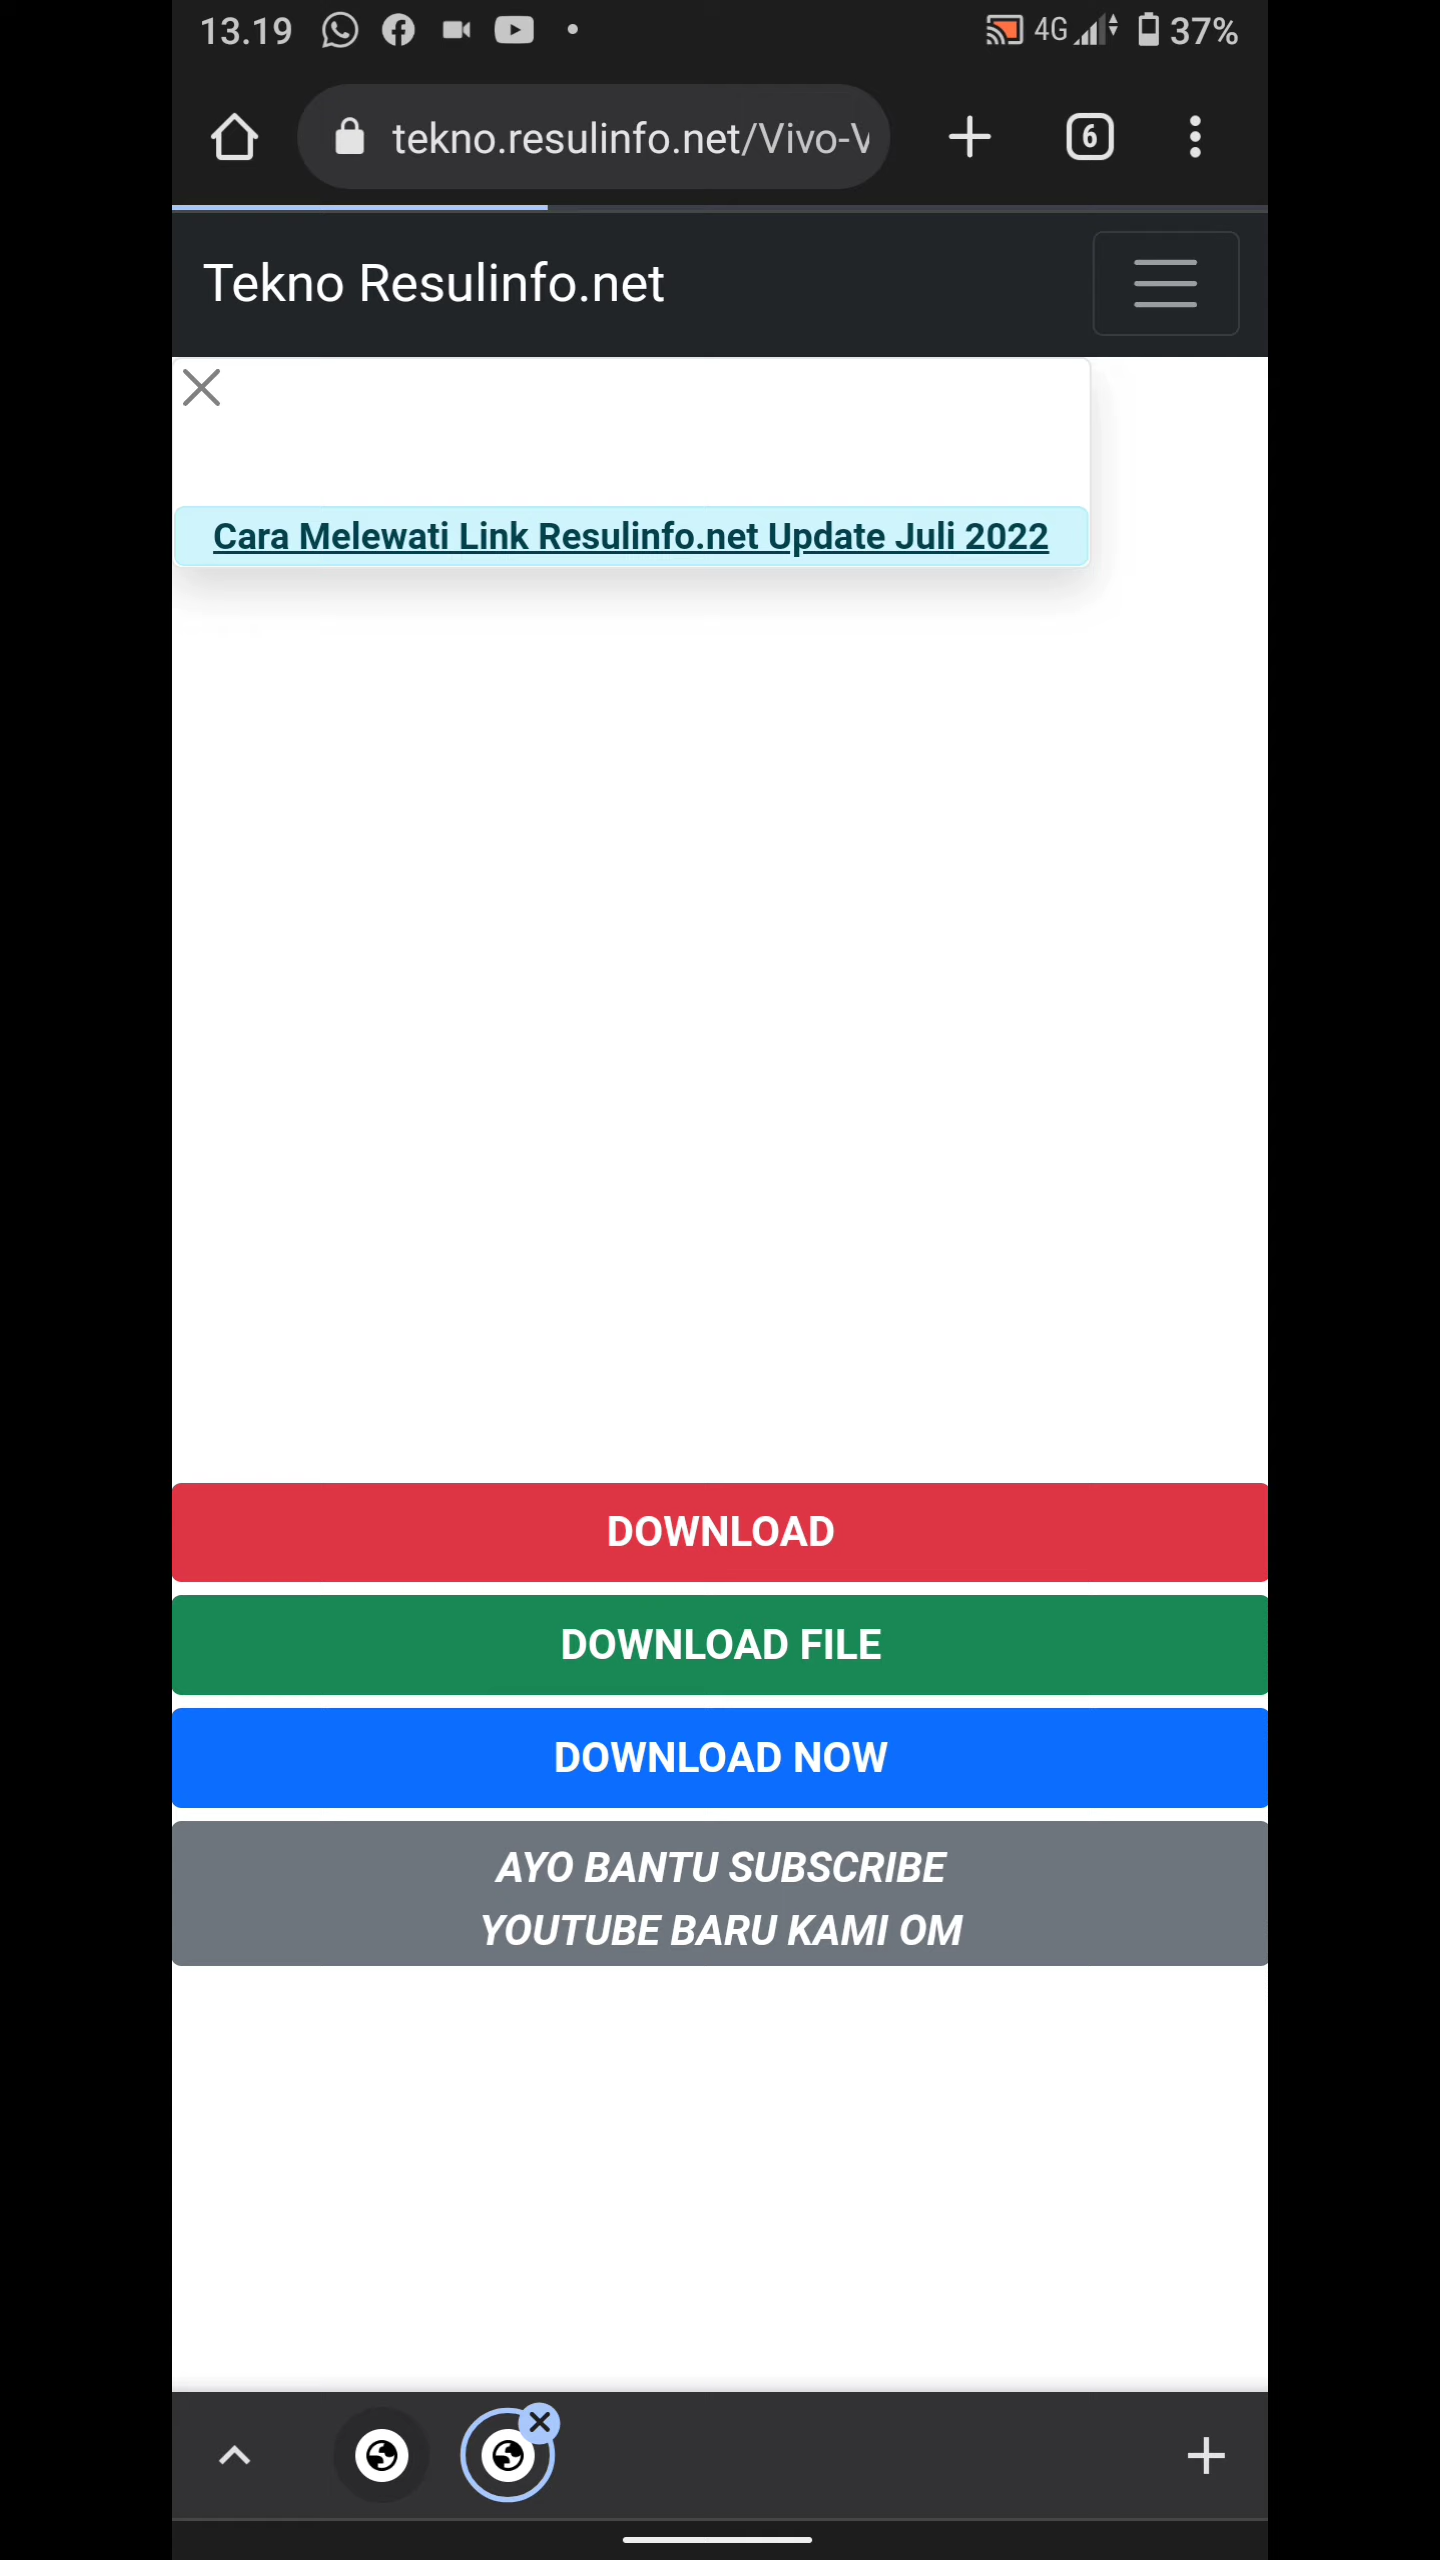 13.19
4G
37%
tekno.resulinfo.net/Vivo-V
6
Tekno Resulinfo.net
Cara Melewati Link Resulinfo.net Update Juli 2022
DOWNLOAD
DOWNLOAD FILE
DOWNLOAD NOW
AYO BANTU SUBSCRIBE
YOUTUBE BARU KAMI OM